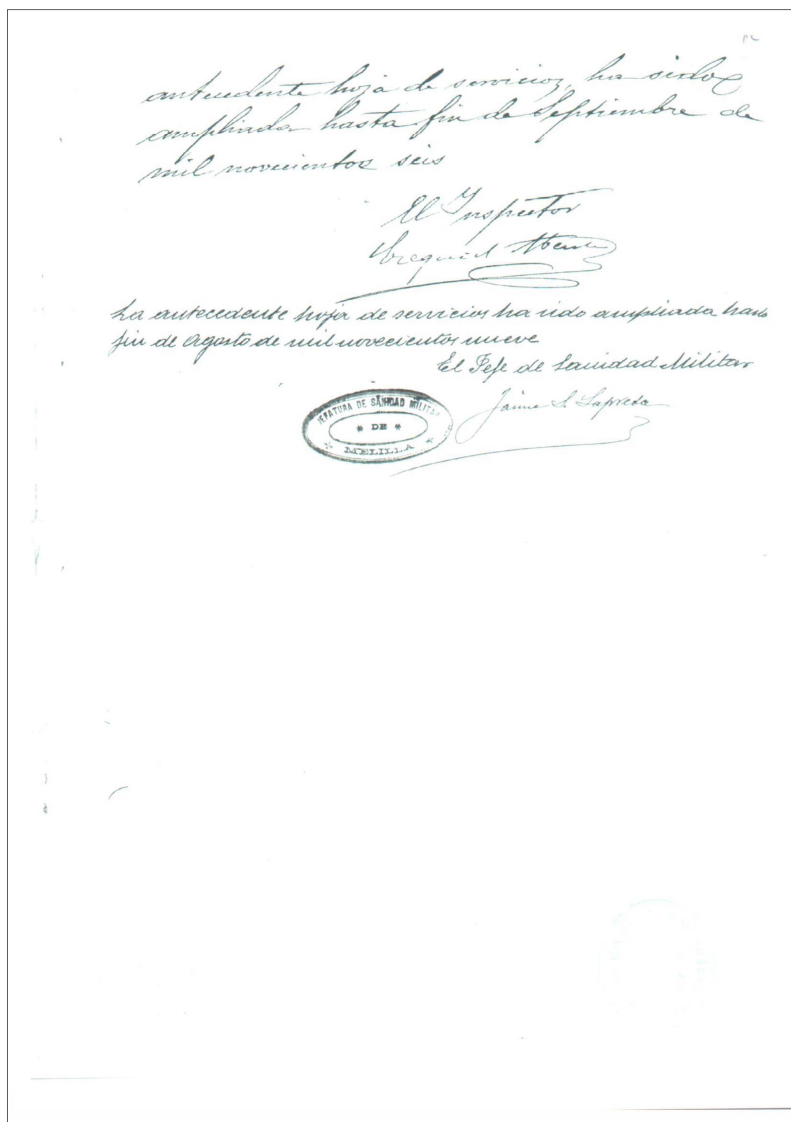 antecedente hoja de servicios, ha sido
ampliada hasta fin de Septiembre de
mil novecientos seis
El Inspector
Ezequiel
La antecedente hoja de servicios ha sido ampliada hasta
fin de Agosto de mil novecientos nueve
El Jefe de Sanidad Militar
Jaime S. Lapresa
JEFATURA DE SANIDAD MILITAR
* DE *
* MELILLA *